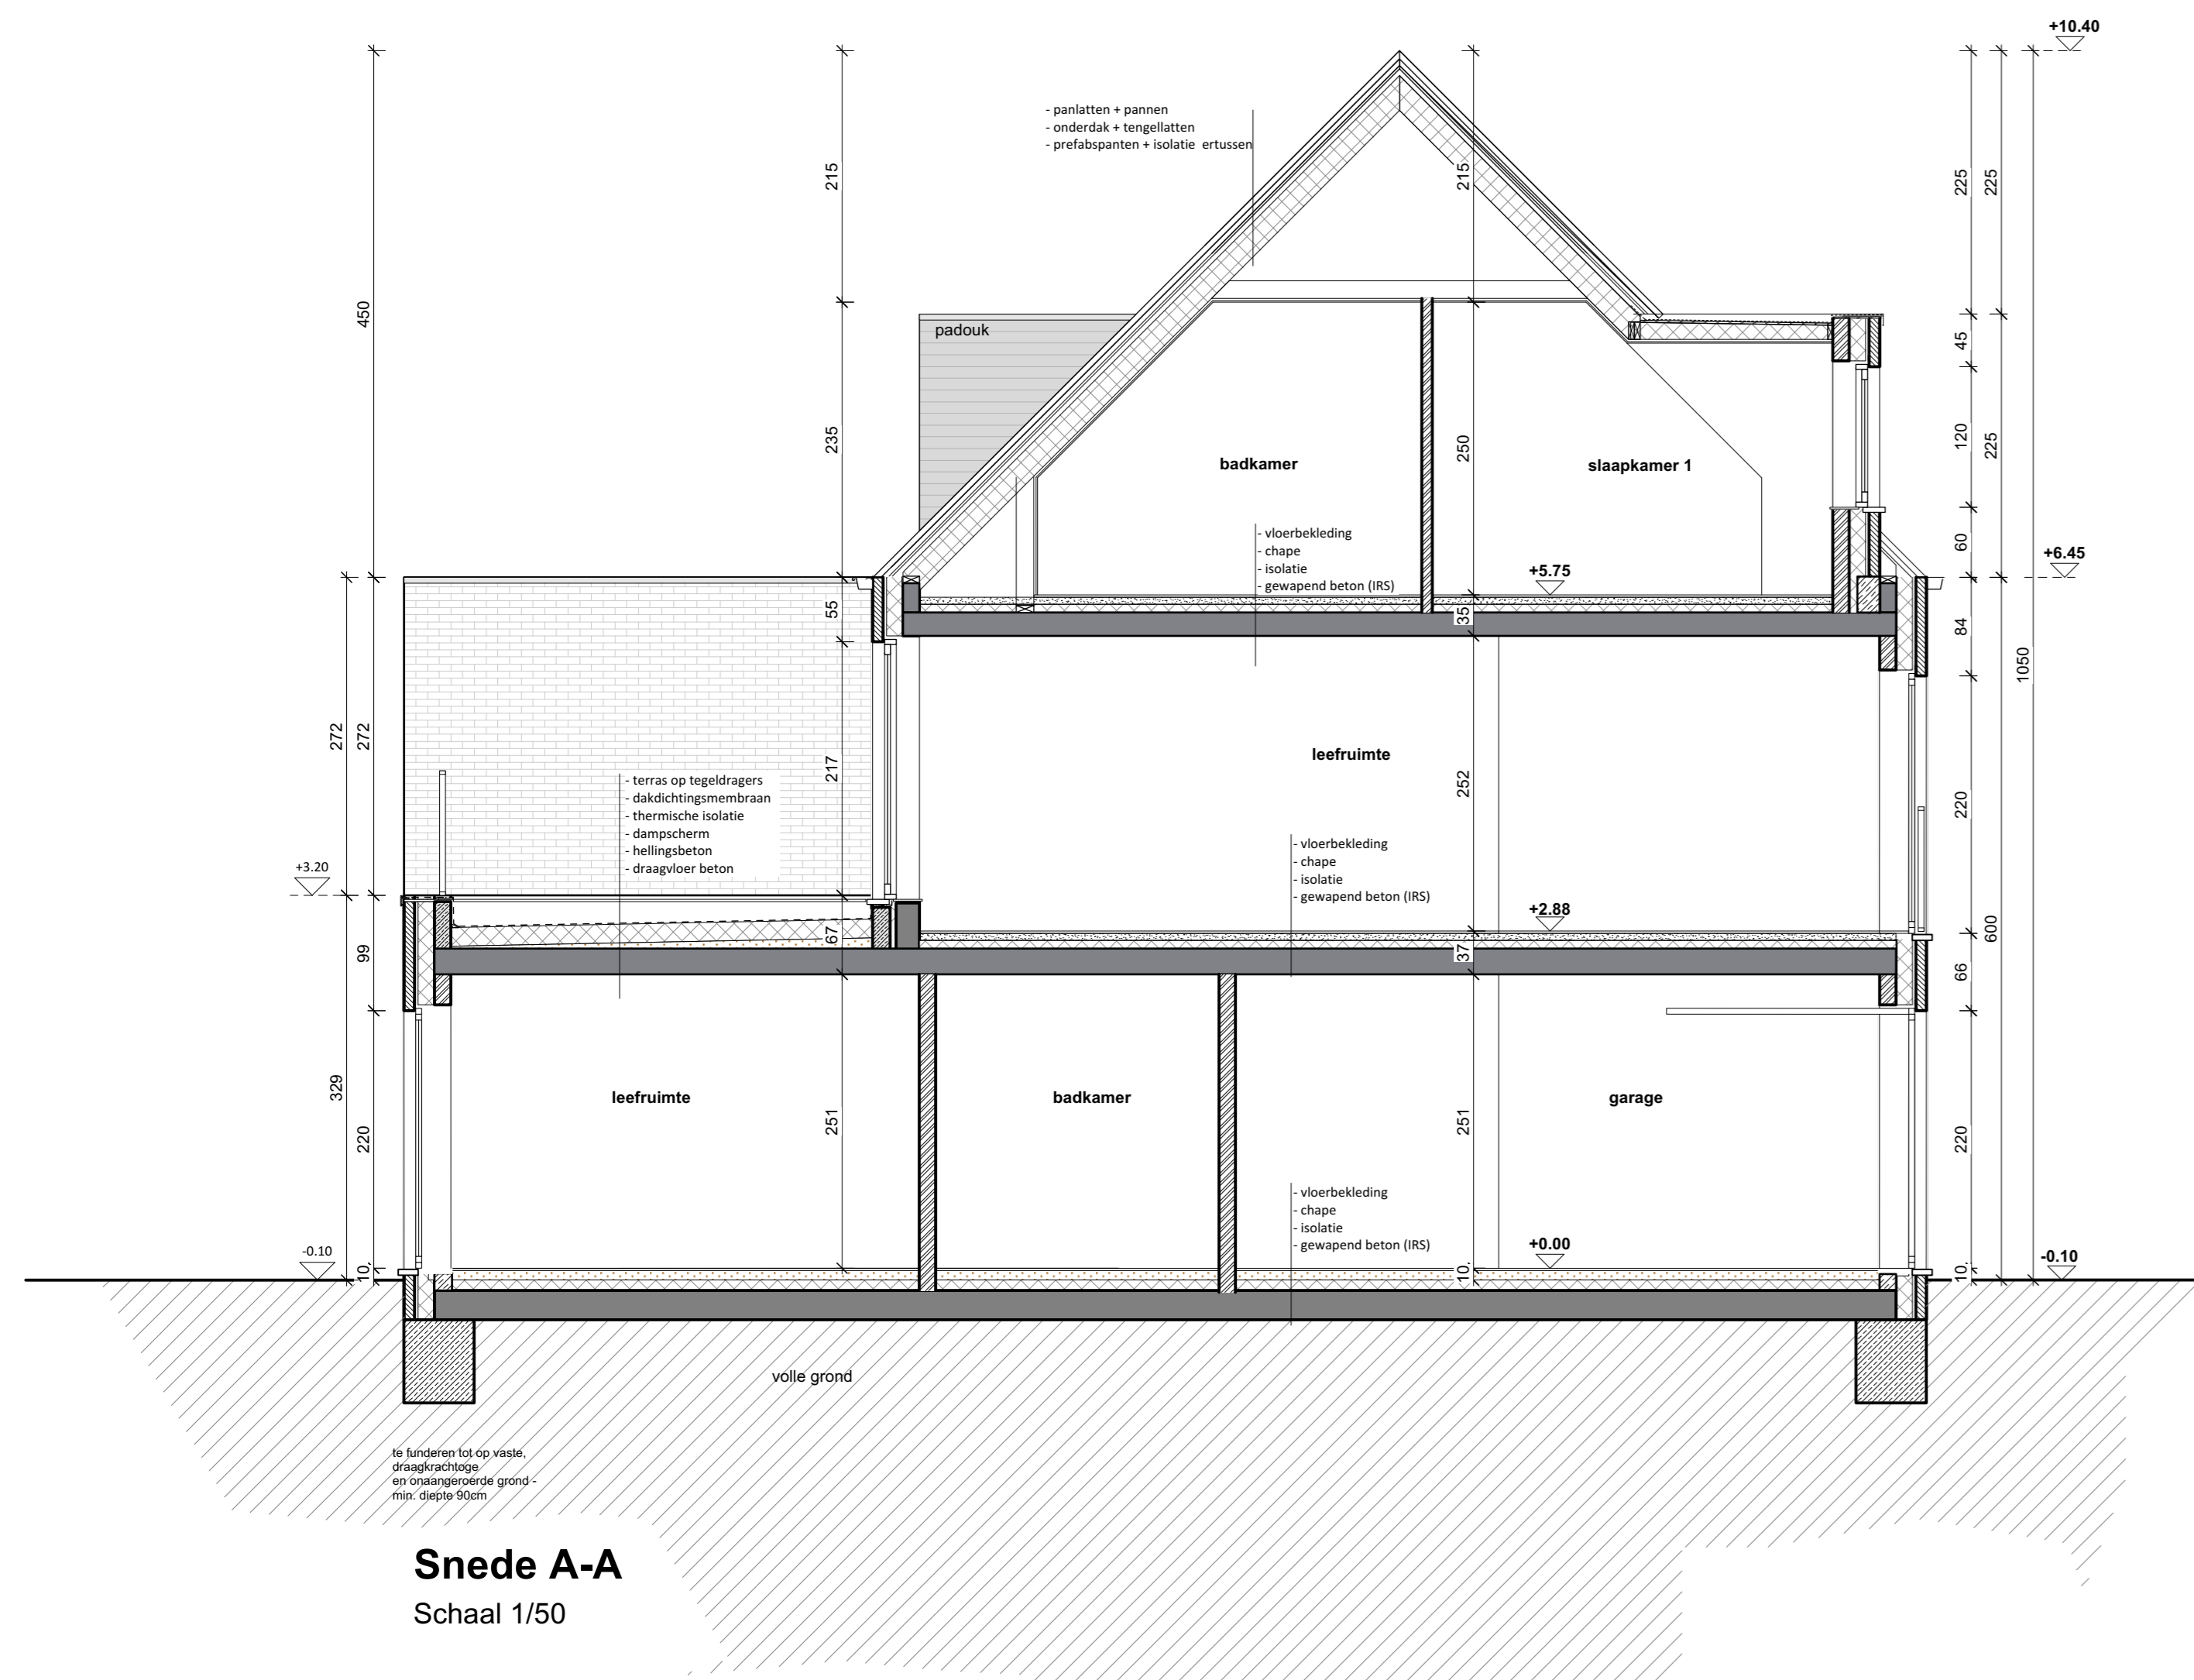 +10.40
- panlatten + pannen
- onderdak + tengellatten
- prefabspanten + isolatie  ertussen
215
215
225
225
450
padouk
45
235
250
120
225
badkamer
slaapkamer 1
- vloerbekleding
- chape
- isolatie
- gewapend beton (IRS)
60
+6.45
+5.75
55
35
84
1050
272
272
217
leefruimte
252
220
- terras op tegeldragers
- dakdichtingsmembraan
- thermische isolatie
- dampscherm
- hellingsbeton
- draagvloer beton
- vloerbekleding
- chape
- isolatie
- gewapend beton (IRS)
+3.20
+2.88
600
99
67
37
66
329
220
leefruimte
251
badkamer
251
garage
220
- vloerbekleding
- chape
- isolatie
- gewapend beton (IRS)
+0.00
-0.10
10.
10.
10.
-0.10
volle grond
te funderen tot op vaste,
draagkrachtoge
en onaangeroerde grond -
min. diepte 90cm
Snede A-A
Schaal 1/50